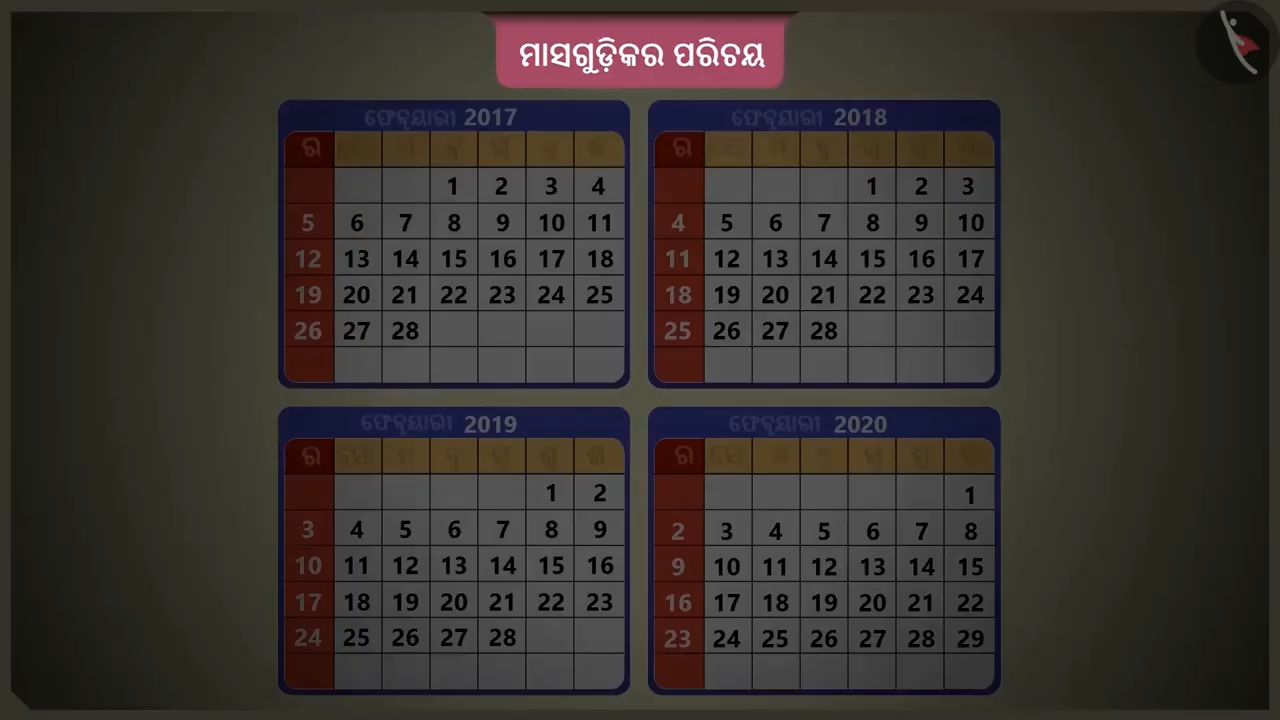 ମାସଗୁଡ଼ିକର ପରିଚୟ
ଫେବୃୟାରୀ 2017
ର
1 2 3 4
5 6 7 8 9 10 11
12 13 14 15 16 17 18
19 20 21 22 23 24 25
26 27 28
ଫେବୃୟାରୀ 2018
ର ସୋ ମ ବୁ ଗୁ ଶୁ ଶ
1 2 3
4 5 6 7 8 9 10
11 12 13 14 15 16 17
18 19 20 21 22 23 24
25 26 27 28
ଫେବୃୟାରୀ 2019
ର ସୋ ମ ବୁ ଗୁ ଶୁ ଶ
1 2
3 4 5 6 7 8 9
10 11 12 13 14 15 16
17 18 19 20 21 22 23
24 25 26 27 28
ଫେବୃୟାରୀ 2020
ର ସୋ ମ ବୁ ଗୁ ଶୁ ଶ
1
2 3 4 5 6 7 8
9 10 11 12 13 14 15
16 17 18 19 20 21 22
23 24 25 26 27 28 29